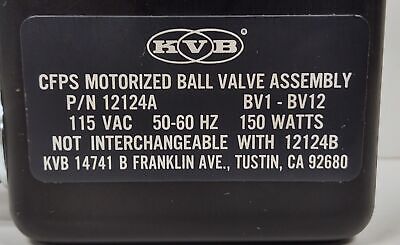 KVB ®
CFPS MOTORIZED BALL VALVE ASSEMBLY
P/N 12124A BV1 - BV12
115 VAC 50-60 HZ 150 WATTS
NOT INTERCHANGEABLE WITH 12124B
KVB 14741 B FRANKLIN AVE., TUSTIN, CA 92680